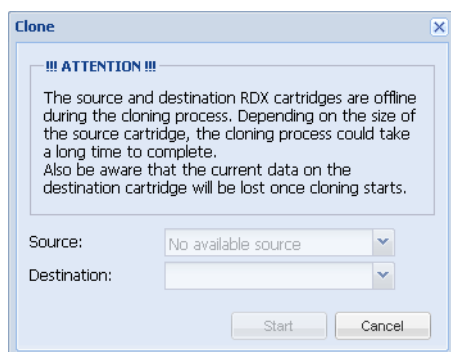 Clone
!!! ATTENTION !!!
The source and destination RDX cartridges are offline
during the cloning process. Depending on the size of
the source cartridge, the cloning process could take
a long time to complete.
Also be aware that the current data on the
destination cartridge will be lost once cloning starts.
Source: No available source
Destination:
Start Cancel